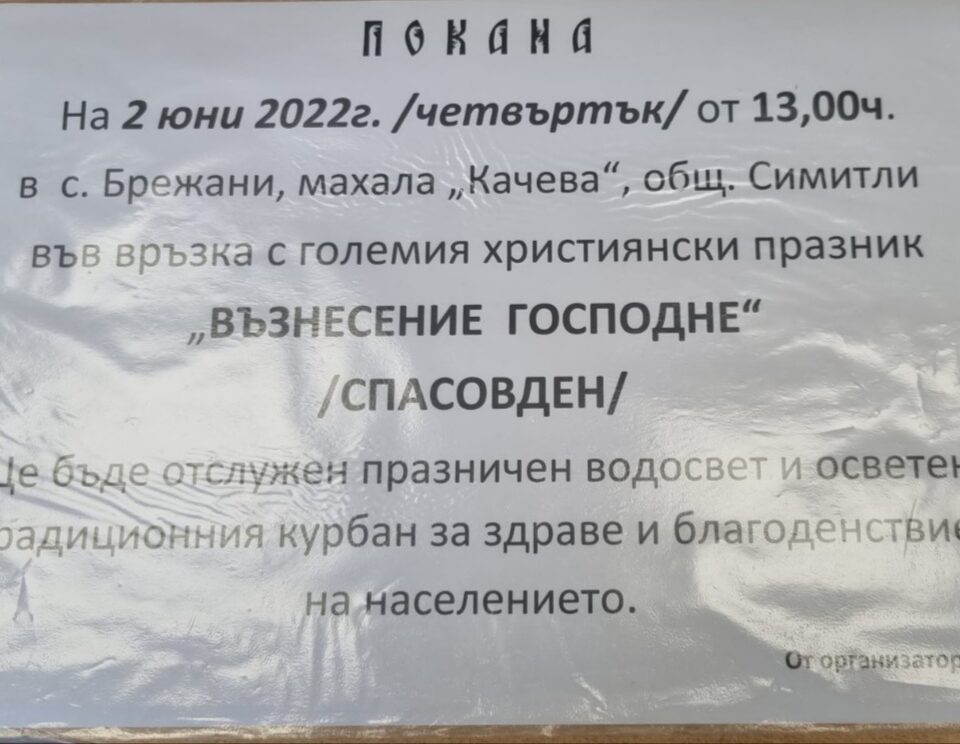 ПОКАНА
На 2 юни 2022г. /четвъртък/ от 13,00ч.
в с. Брежани, махала „Качева“, общ. Симитли
във връзка с големия християнски празник
„ВЪЗНЕСЕНИЕ ГОСПОДНЕ“
/СПАСОВДЕН/
Ще бъде отслужен празничен водосвет и осветен
радиционния курбан за здраве и благоденствие
на населението.
От организатор